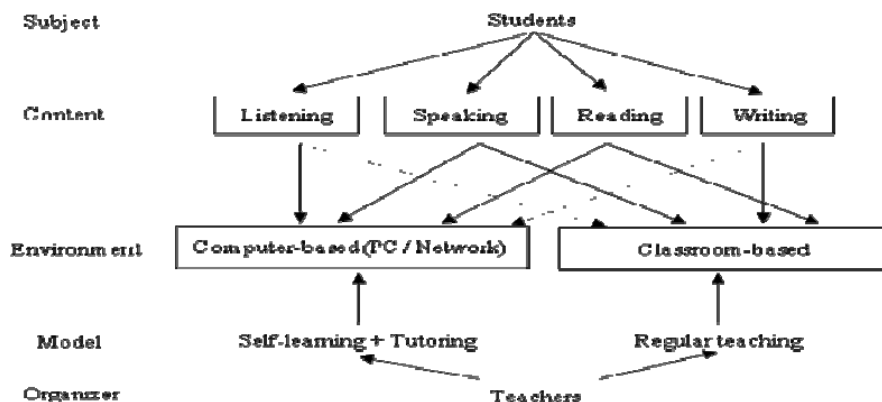 Subject Students
Content Listening Speaking Reading Writing
Environment Computer-based(PC / Network) Classroom-based
Model Self-learning + Tutoring Regular teaching
Organizer Teachers